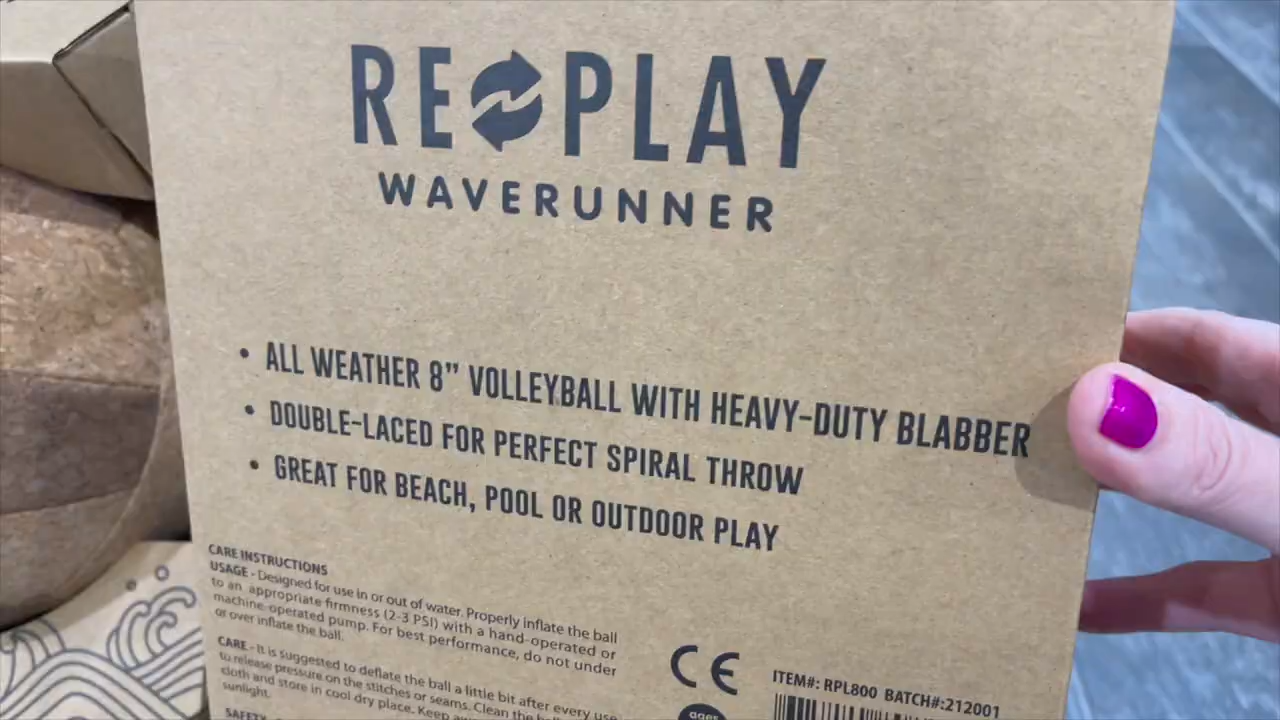 RE PLAY
WAVERUNNER
• ALL WEATHER 8” VOLLEYBALL WITH HEAVY-DUTY BLABBER
• DOUBLE-LACED FOR PERFECT SPIRAL THROW
• GREAT FOR BEACH, POOL OR OUTDOOR PLAY
CARE INSTRUCTIONS
USAGE - Designed for use in or out of water. Properly inflate the ball
to an appropriate firmness (2-3 PSI) with a hand-operated or
machine-operated pump. For best performance, do not under
or over inflate the ball.
CARE - It is suggested to deflate the ball a little bit after every use
to release pressure on the stitches or seams. Clean the
cloth and store in cool dry place. Keep
sunlight.
SAFETY
CE
ages
ITEM#: RPL800 BATCH#:212001